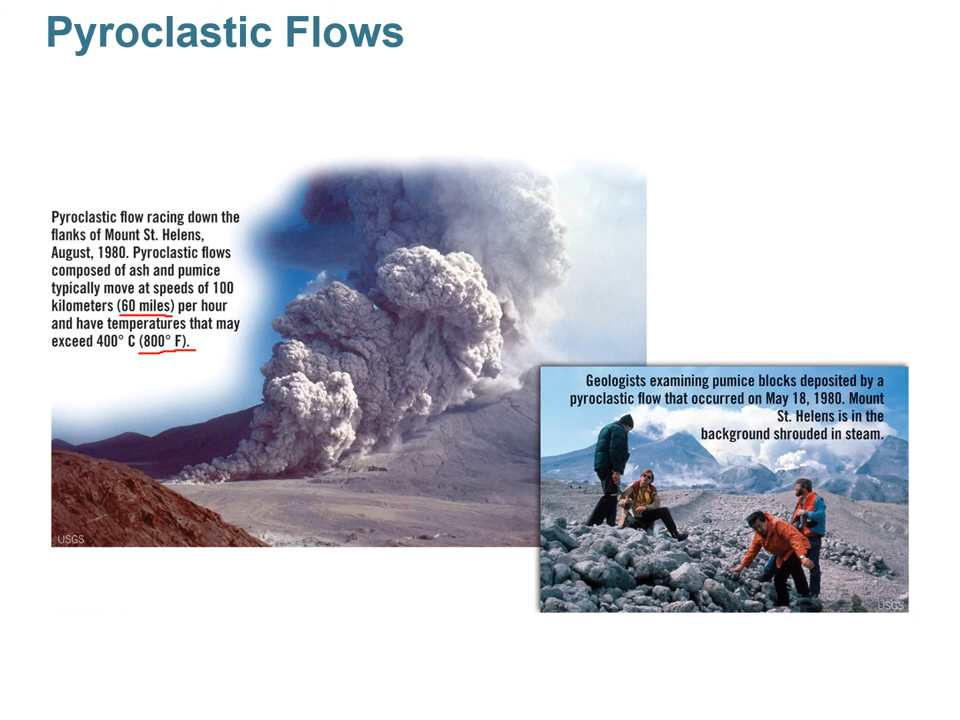 Pyroclastic Flows
Pyroclastic flow racing down the
flanks of Mount St. Helens,
August, 1980. Pyroclastic flows
composed of ash and pumice
typically move at speeds of 100
kilometers (60 miles) per hour
and have temperatures that may
exceed 400° C (800° F).
USGS
Geologists examining pumice blocks deposited by a
pyroclastic flow that occurred on May 18, 1980. Mount
St. Helens is in the
background shrouded in steam.
USGS